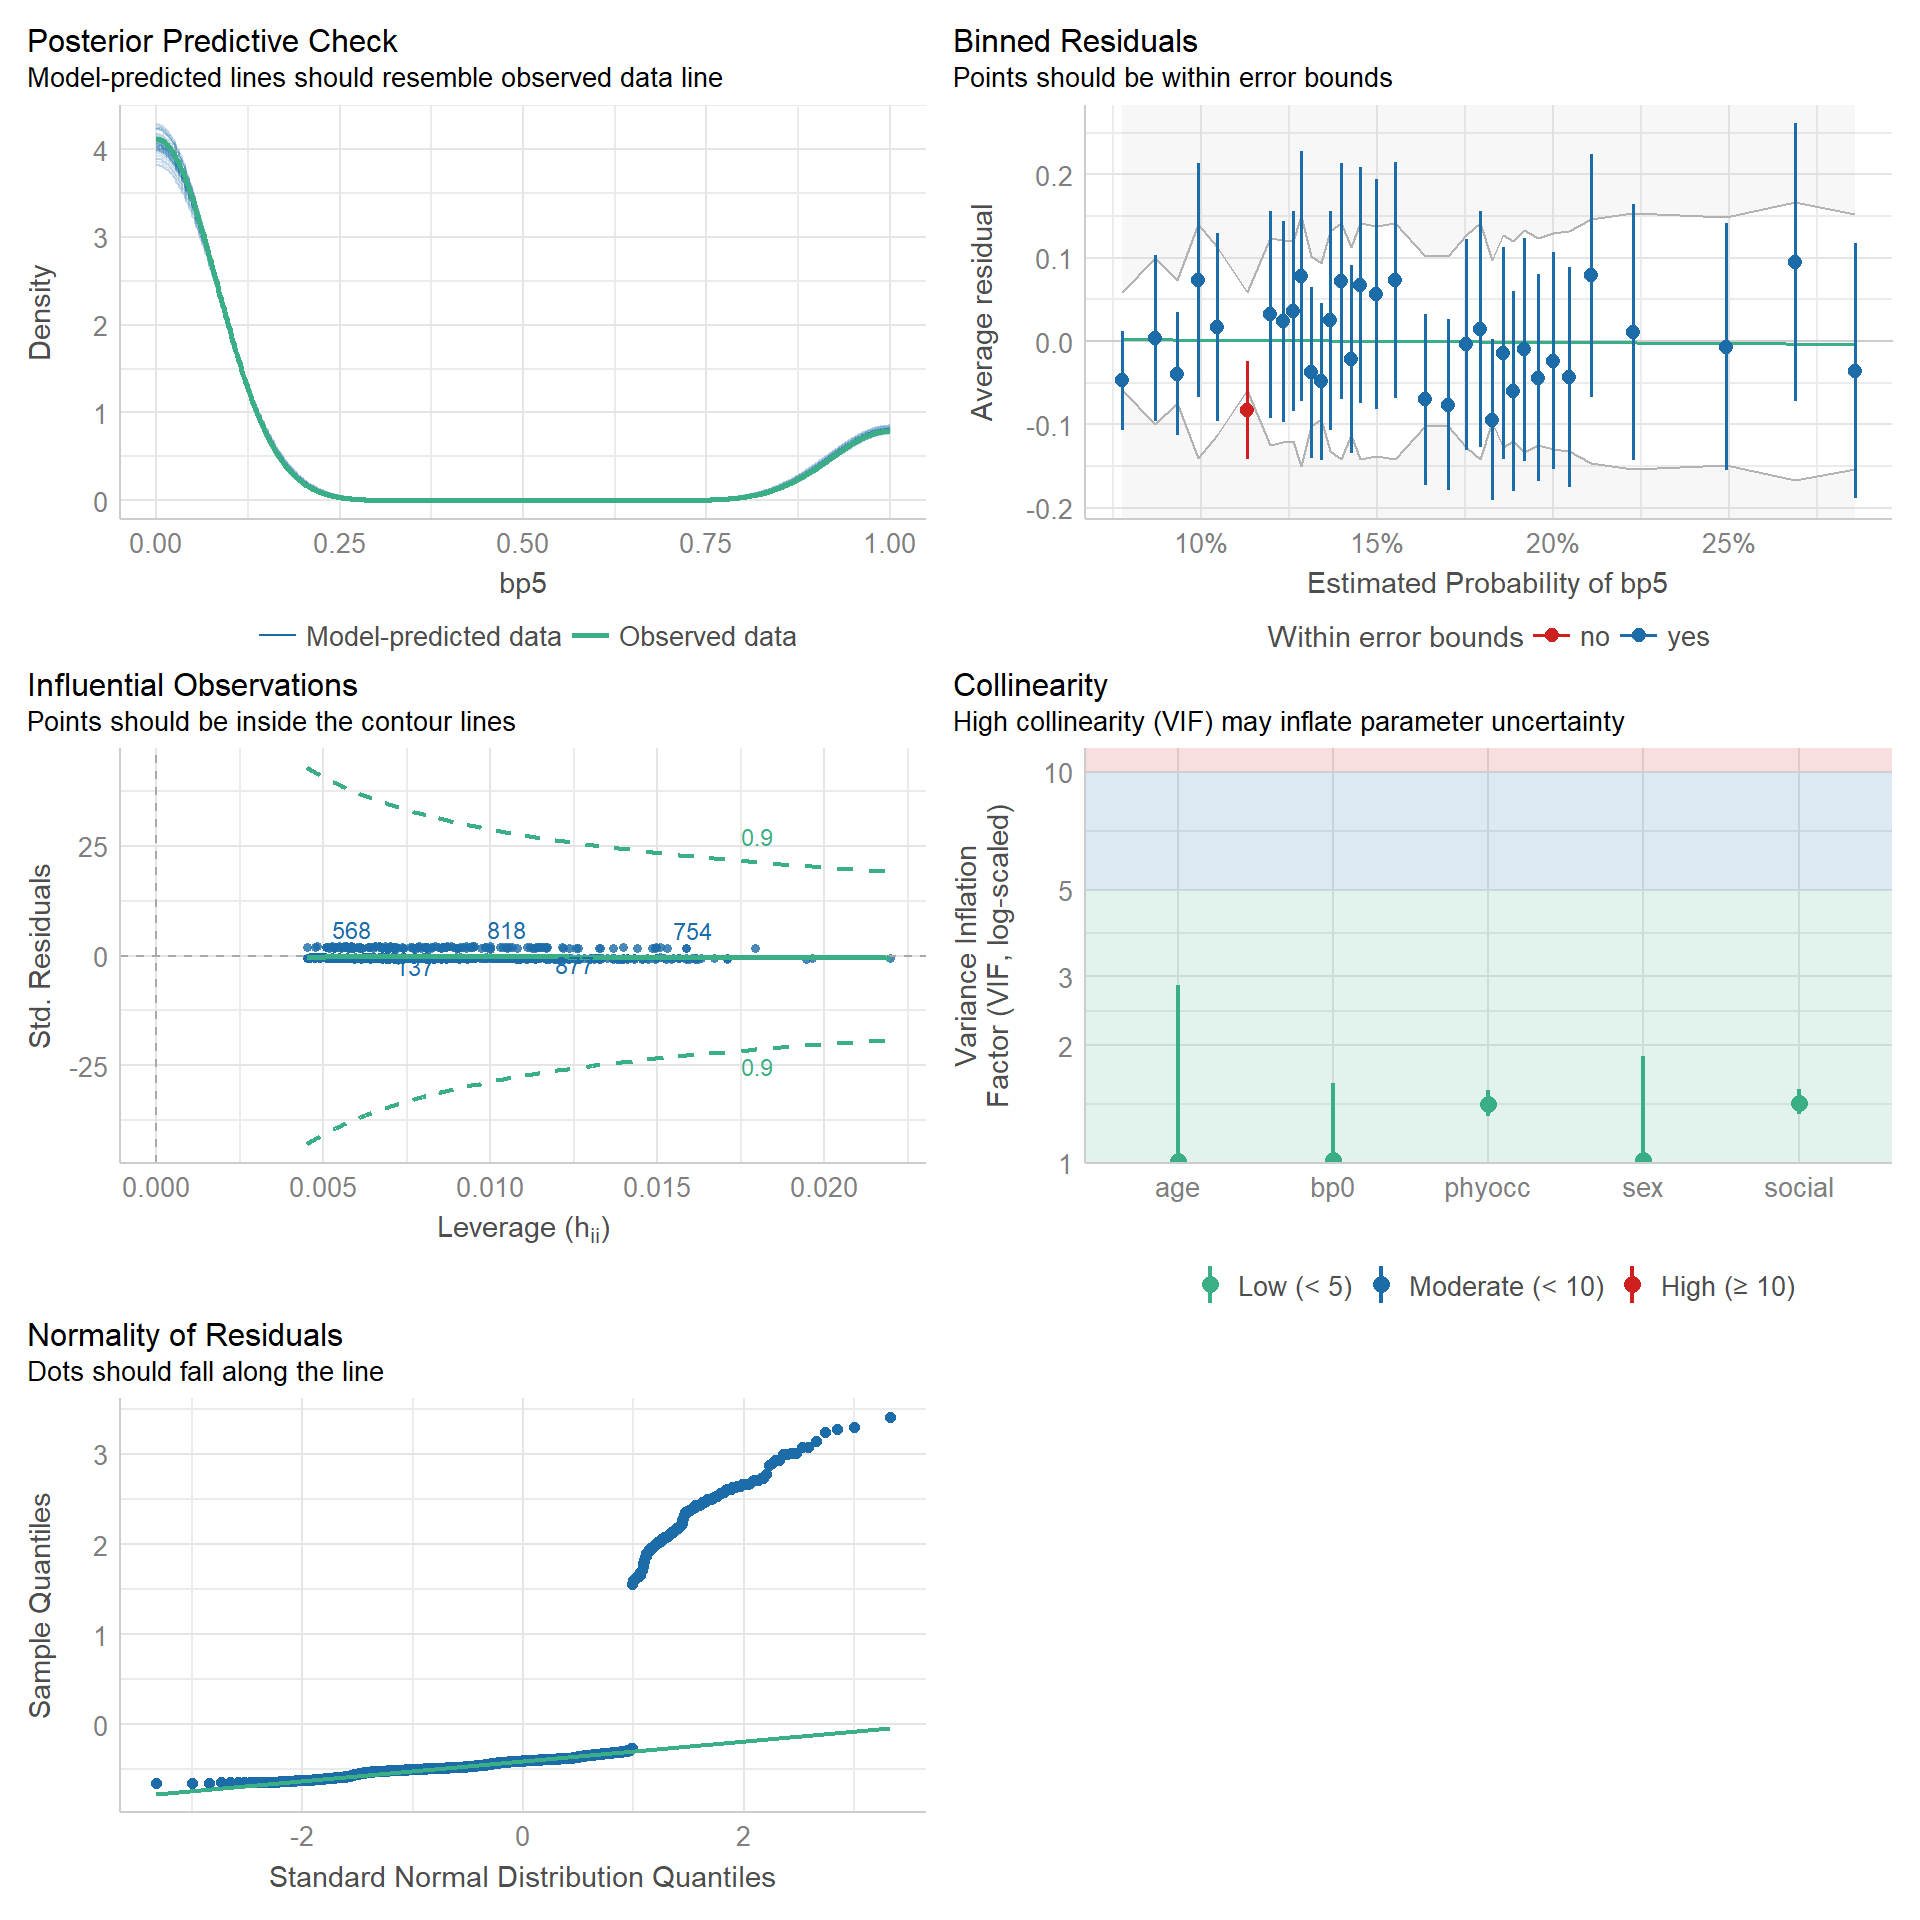 Posterior Predictive Check
Model-predicted lines should resemble observed data line
4
3
2
1
0
Density
0.00 0.25 0.50 0.75 1.00
bp5
Model-predicted data Observed data
Binned Residuals
Points should be within error bounds
0.2
0.1
0.0
-0.1
-0.2
Average residual
10% 15% 20% 25%
Estimated Probability of bp5
Within error bounds no yes
Influential Observations
Points should be inside the contour lines
25
0
-25
Std. Residuals
0.9
568 818 754
137 877
0.9
0.000 0.005 0.010 0.015 0.020
Leverage (hii)
Collinearity
High collinearity (VIF) may inflate parameter uncertainty
10
5
3
2
1
Variance Inflation
Factor (VIF, log-scaled)
age bp0 phyocc sex social
Low (< 5) Moderate (< 10) High (≥ 10)
Normality of Residuals
Dots should fall along the line
3
2
1
0
Sample Quantiles
-2 0 2
Standard Normal Distribution Quantiles